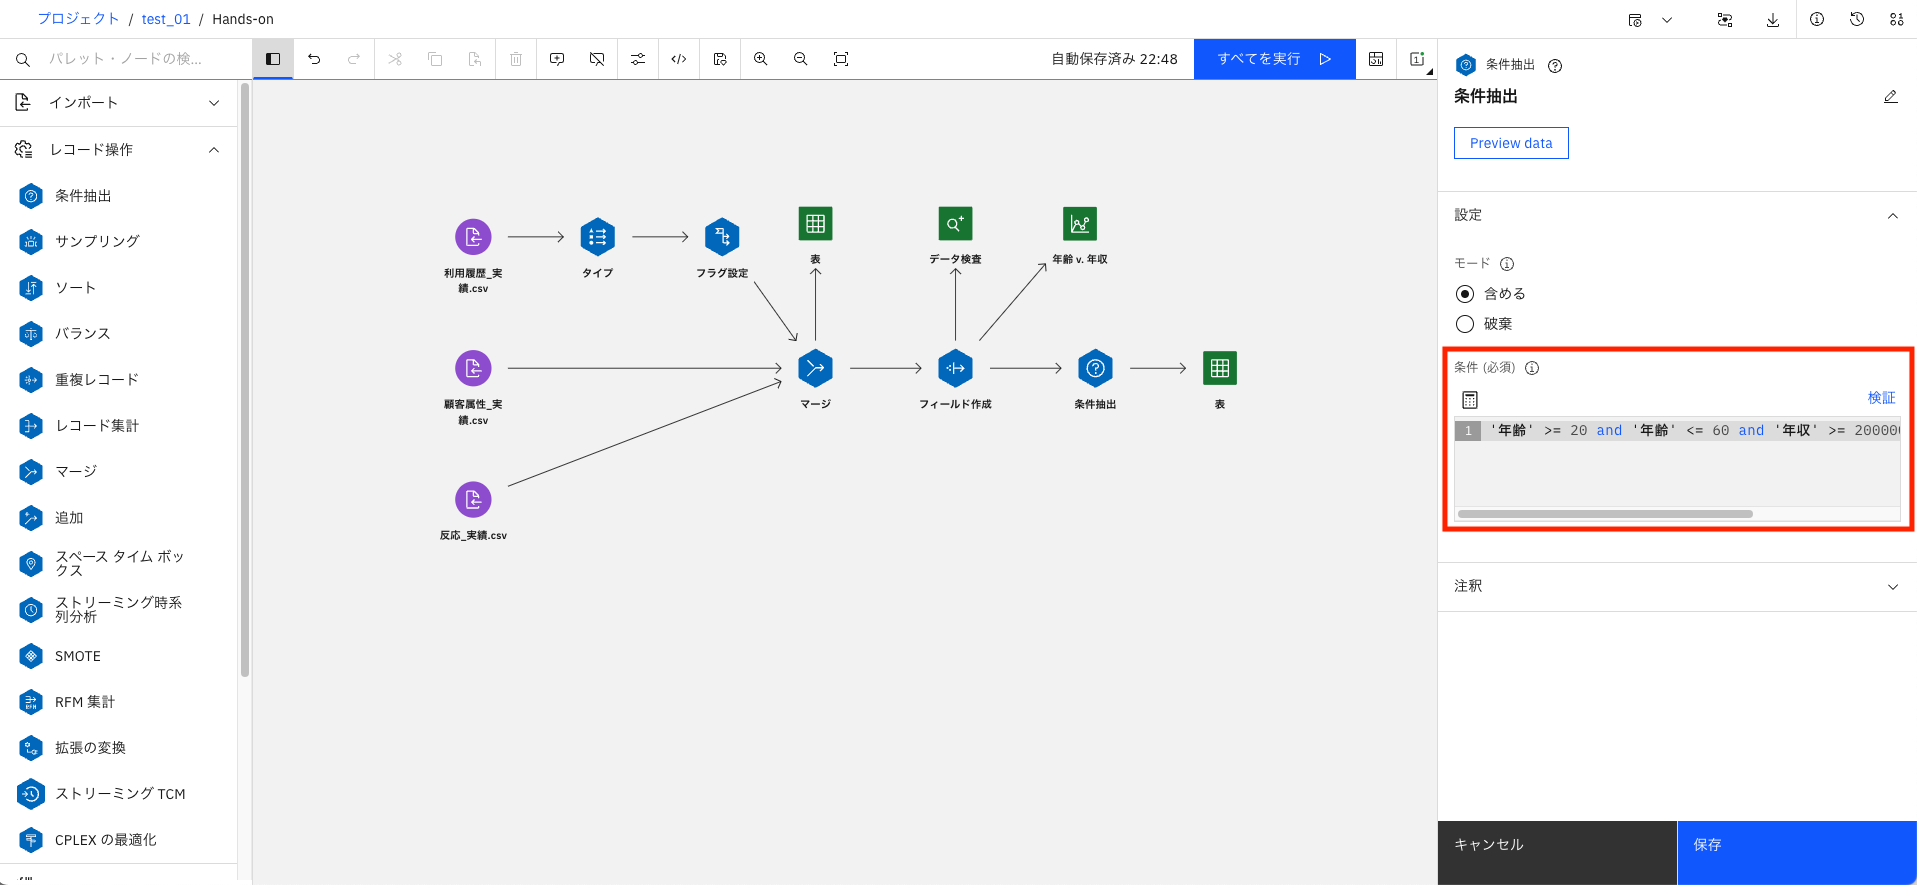 プロジェクト / test_01 / Hands-on
パレット・ノードの検...
自動保存済み 22:48
すべてを実行
インポート
レコード操作
条件抽出
サンプリング
ソート
バランス
重複レコード
レコード集計
マージ
追加
スペース タイム ボッ
クス
ストリーミング時系
列分析
SMOTE
RFM 集計
拡張の変換
ストリーミング TCM
CPLEX の最適化
利用履歴_実
績.csv
タイプ
フラグ設定
表
データ検査
年齢 v. 年収
顧客属性_実
績.csv
マージ
フィールド作成
条件抽出
表
反応_実績.csv
条件抽出
条件抽出
Preview data
設定
モード
含める
破棄
条件 (必須)
検証
1 '年齢' >= 20 and '年齢' <= 60 and '年収' >= 200000
注釈
キャンセル
保存